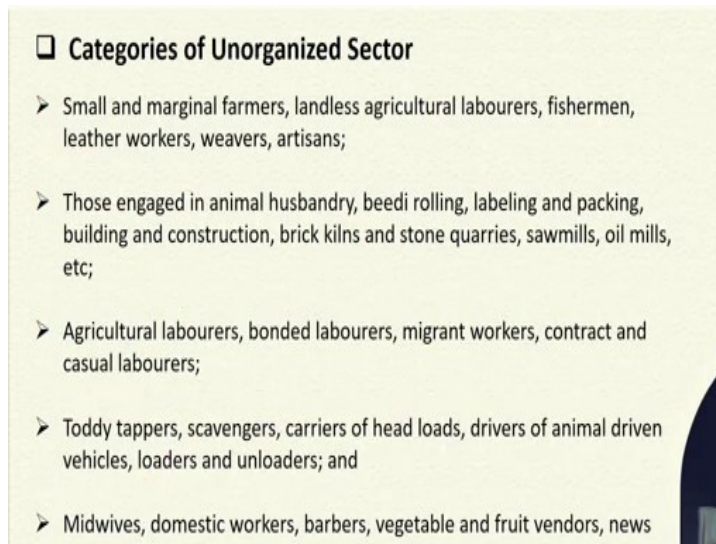 ❑ Categories of Unorganized Sector
➢ Small and marginal farmers, landless agricultural labourers, fishermen,
leather workers, weavers, artisans;
➢ Those engaged in animal husbandry, beedi rolling, labeling and packing,
building and construction, brick kilns and stone quarries, sawmills, oil mills,
etc;
➢ Agricultural labourers, bonded labourers, migrant workers, contract and
casual labourers;
➢ Toddy tappers, scavengers, carriers of head loads, drivers of animal driven
vehicles, loaders and unloaders; and
➢ Midwives, domestic workers, barbers, vegetable and fruit vendors, news